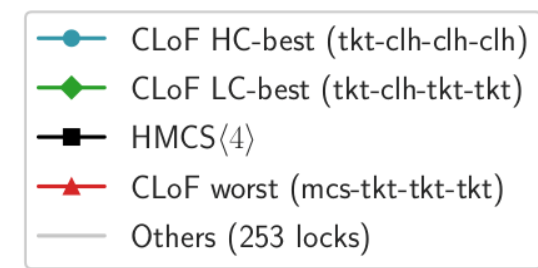 CLoF HC-best (tkt-clh-clh-clh)
CLoF LC-best (tkt-clh-tkt-tkt)
HMCS⟨4⟩
CLoF worst (mcs-tkt-tkt-tkt)
Others (253 locks)